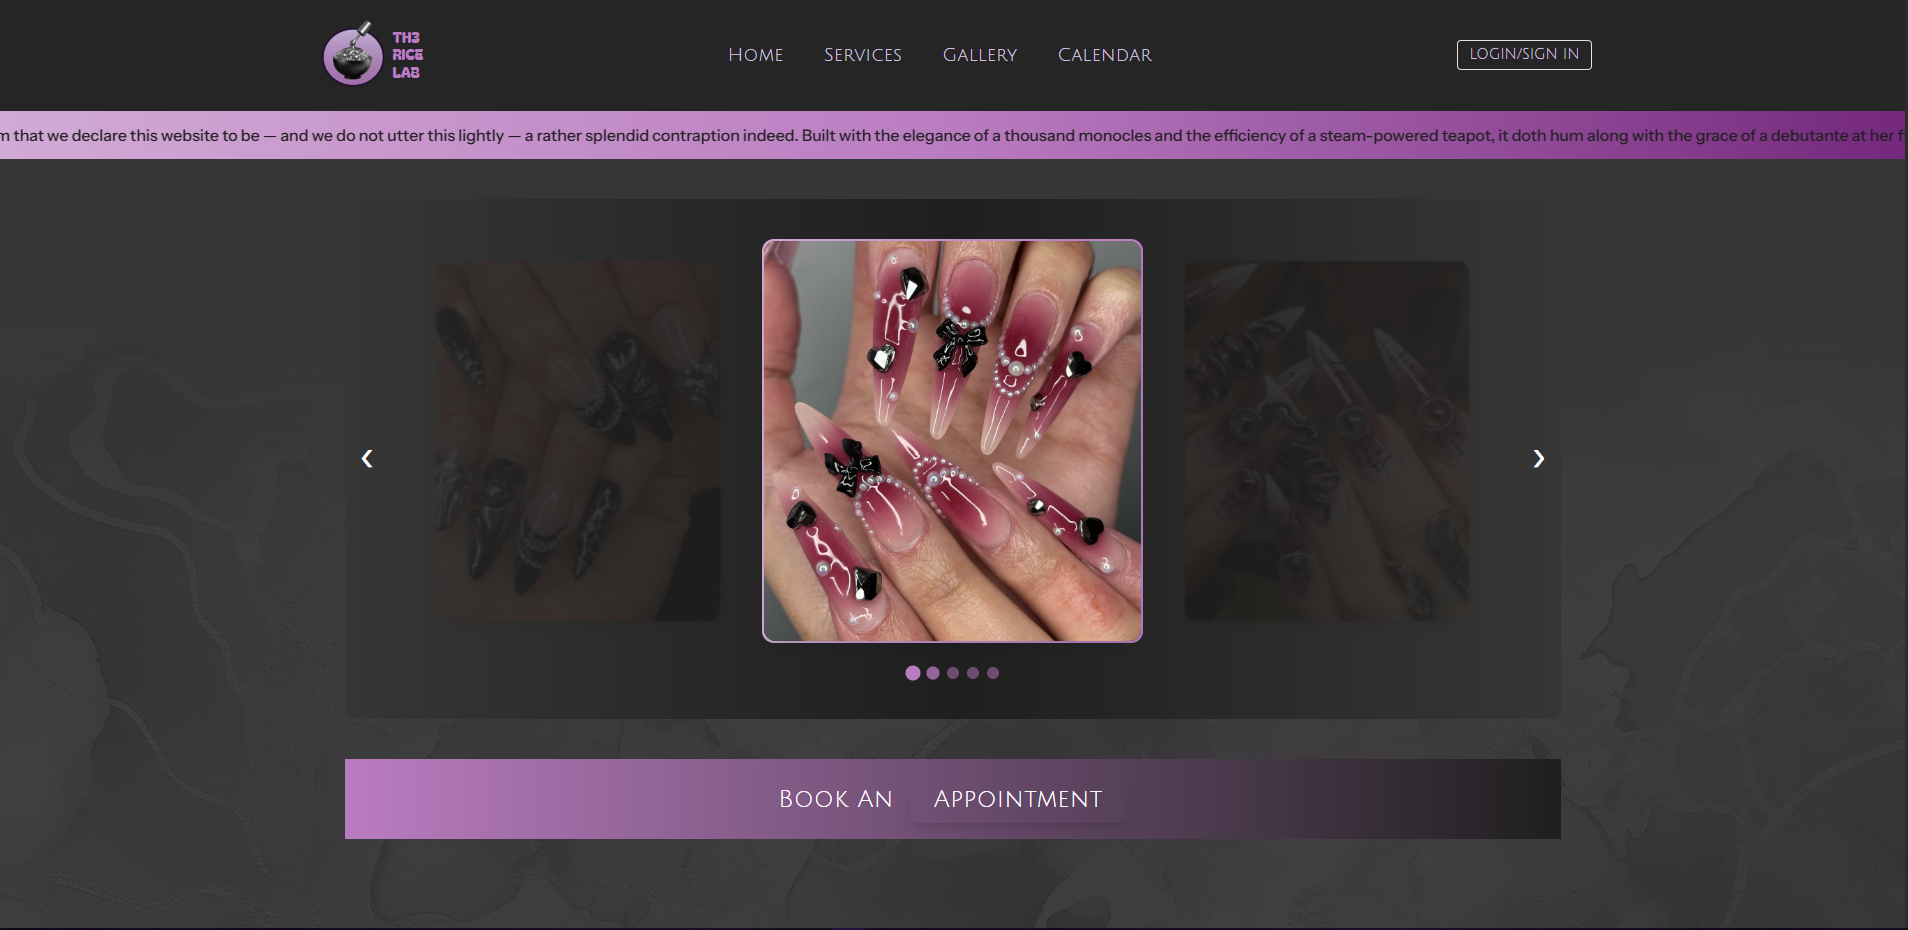 TH3
RICE
LAB
Home
Services
Gallery
Calendar
LOGIN/SIGN IN
that we declare this website to be — and we do not utter this lightly — a rather splendid contraption indeed. Built with the elegance of a thousand monocles and the efficiency of a steam-powered teapot, it doth hum along with the grace of a debutante at her
Book An Appointment